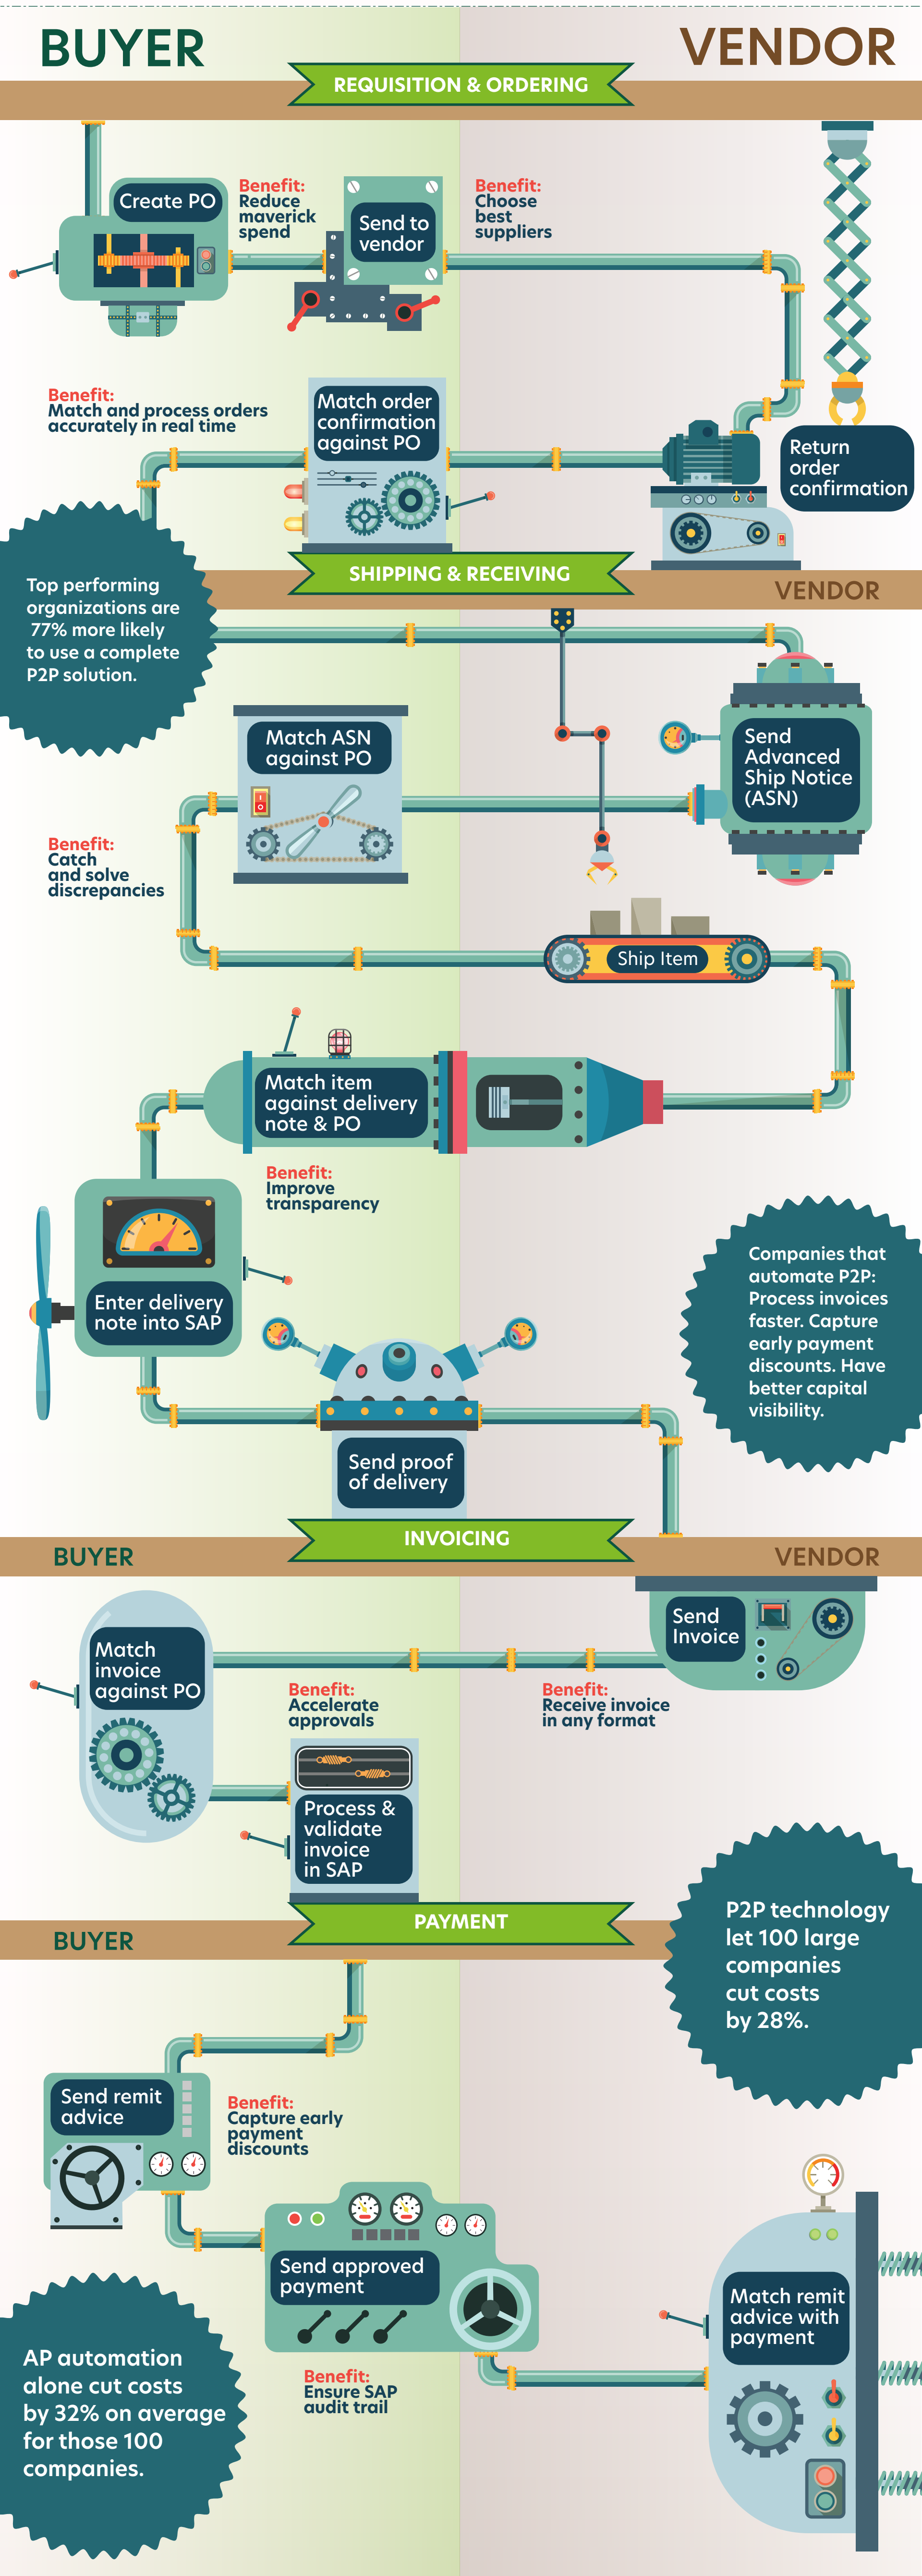 BUYER
VENDOR
REQUISITION & ORDERING
Create PO
Benefit:
Reduce
maverick
spend
Send to
vendor
Benefit:
Choose
best
suppliers
Benefit:
Match and process orders
accurately in real time
Match order
confirmation
against PO
Return
order
confirmation
SHIPPING & RECEIVING
VENDOR
Top performing
organizations are
77% more likely
to use a complete
P2P solution.
Match ASN
against PO
Send
Advanced
Ship Notice
(ASN)
Benefit:
Catch
and solve
discrepancies
Ship Item
Match item
against delivery
note & PO
Benefit:
Improve
transparency
Enter delivery
note into SAP
Companies that
automate P2P:
Process invoices
faster. Capture
early payment
discounts. Have
better capital
visibility.
Send proof
of delivery
INVOICING
BUYER
VENDOR
Match
invoice
against PO
Send
Invoice
Benefit:
Accelerate
approvals
Benefit:
Receive invoice
in any format
Process &
validate
invoice
in SAP
PAYMENT
BUYER
P2P technology
let 100 large
companies
cut costs
by 28%.
Send remit
advice
Benefit:
Capture early
payment
discounts
Send approved
payment
Match remit
advice with
payment
Benefit:
Ensure SAP
audit trail
AP automation
alone cut costs
by 32% on average
for those 100
companies.